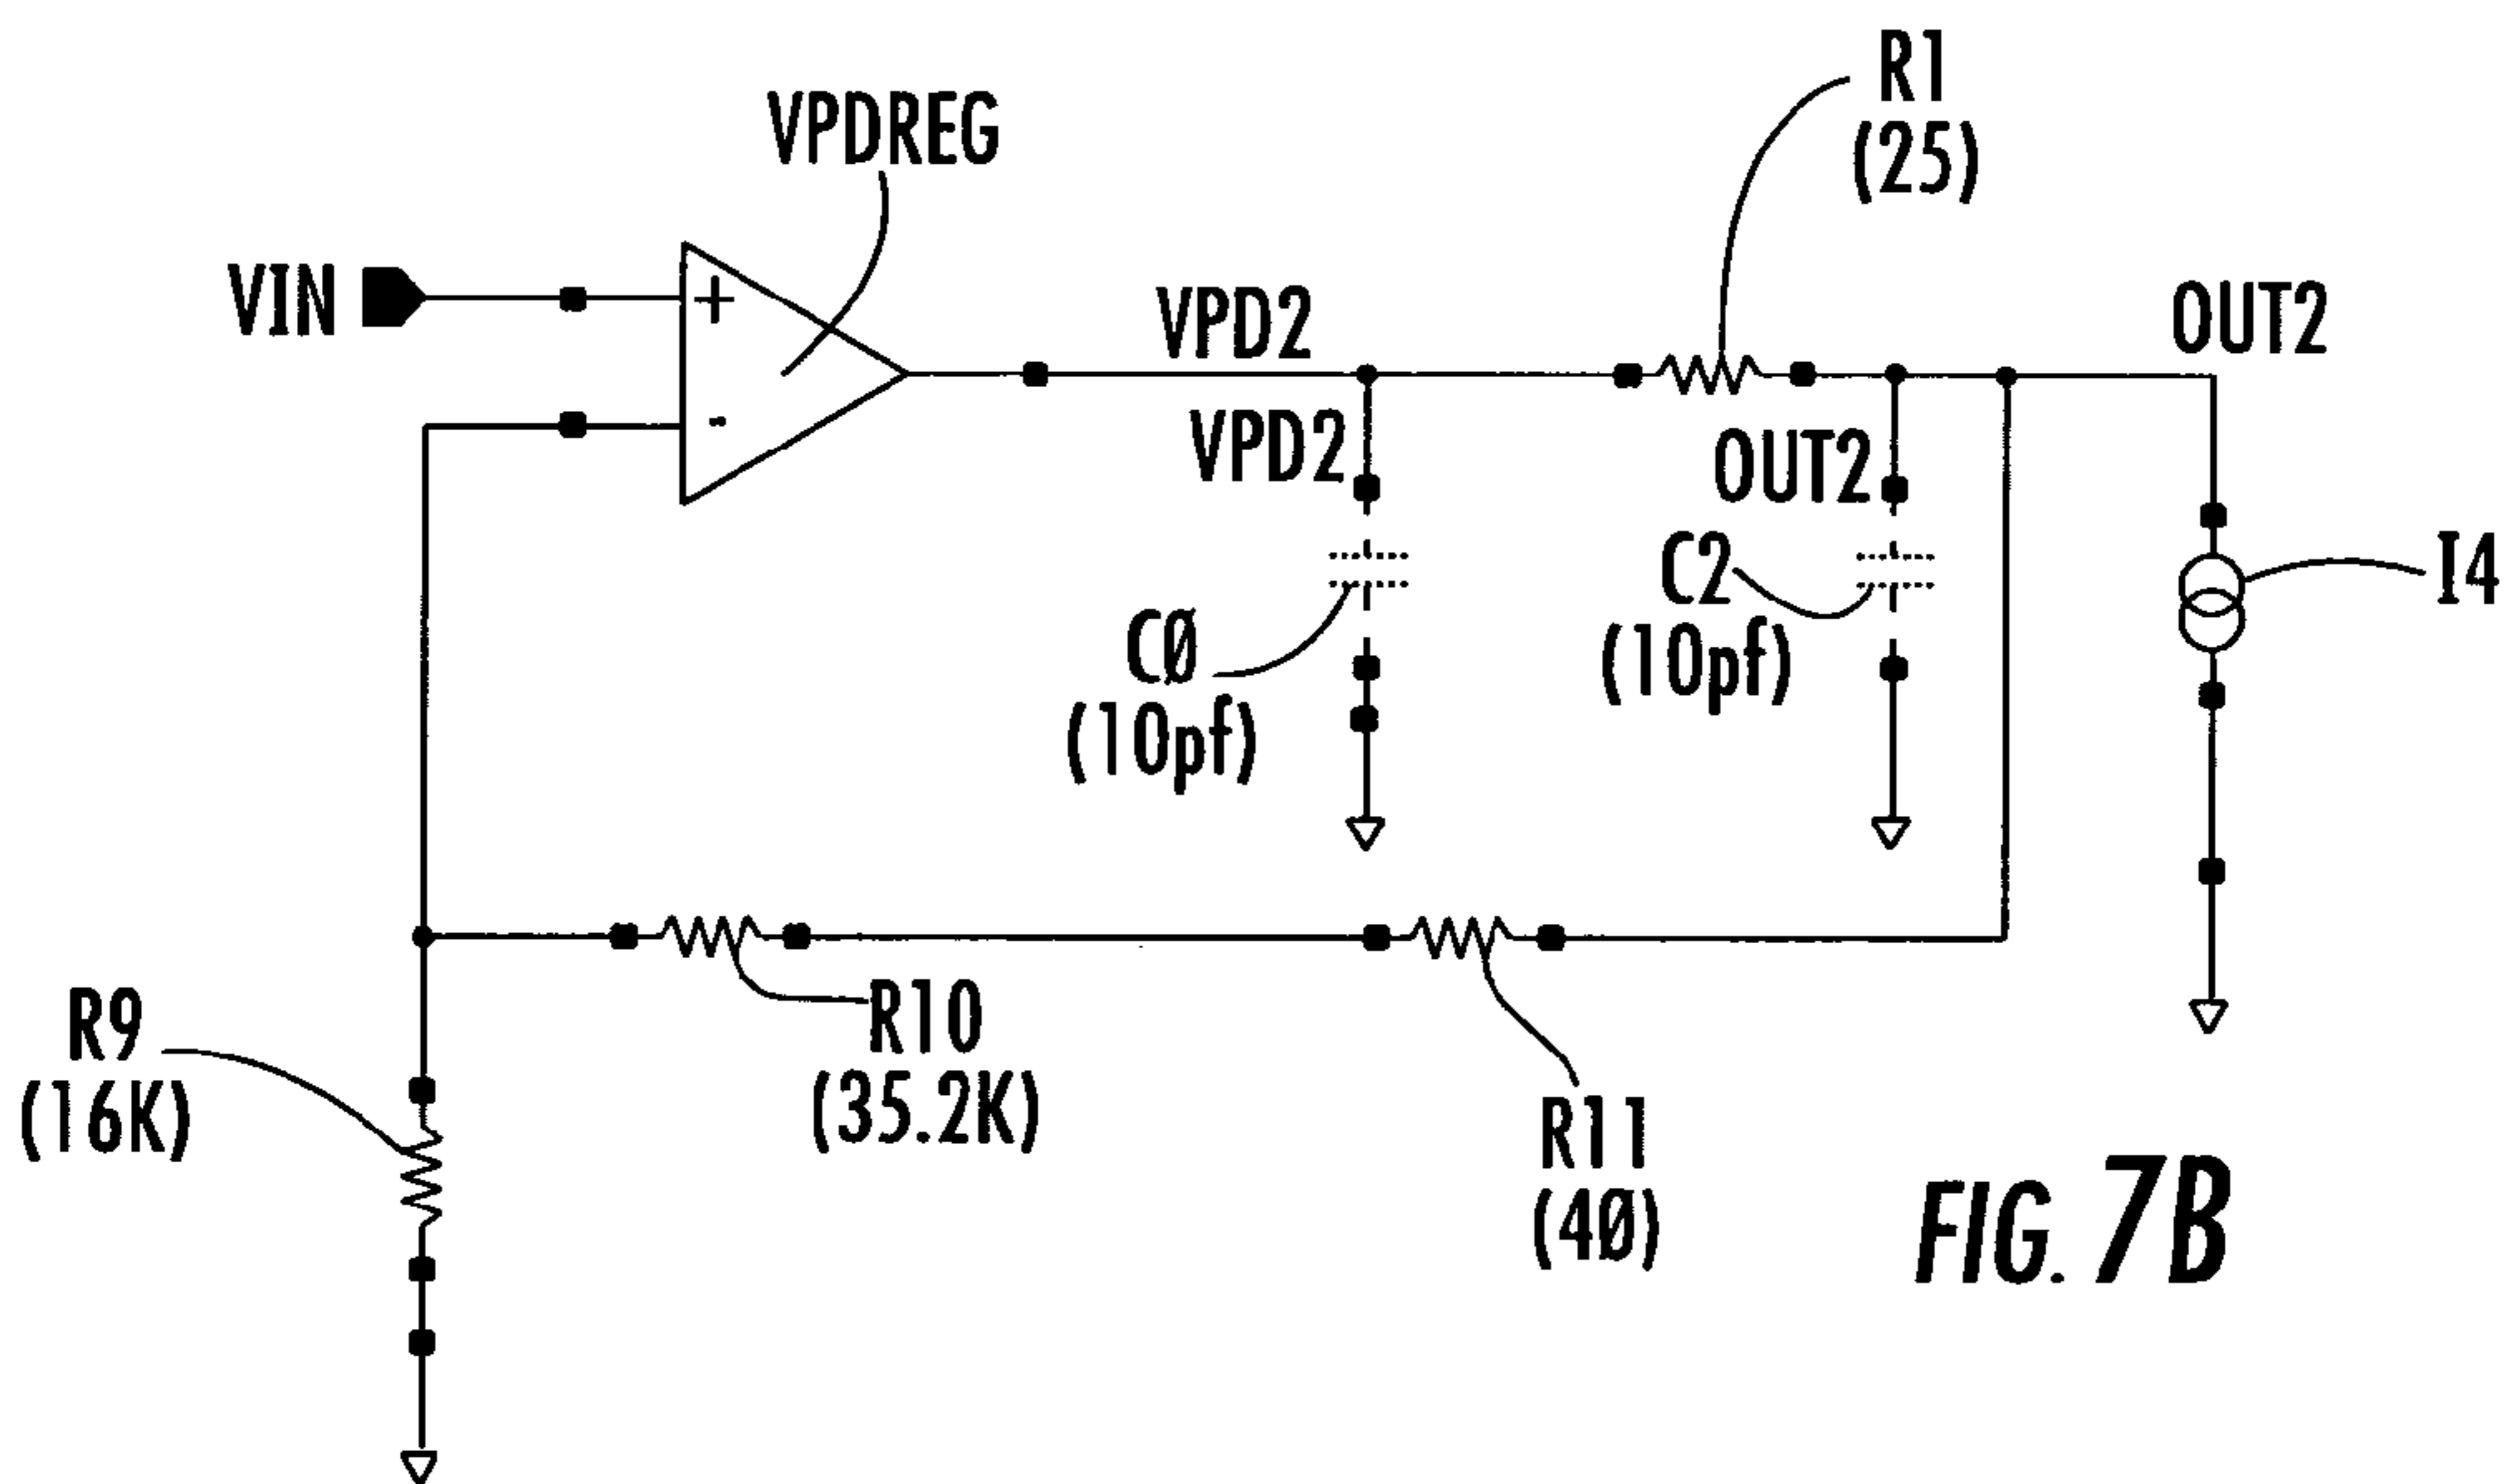 R1
(25)
VPDREG
VIN
+
-
VPD2
OUT2
VPD2
OUT2
C2
(10pf)
I4
CØ
(10pf)
R9
(16K)
R10
(35.2K)
R11
(4Ø)
FIG. 7B